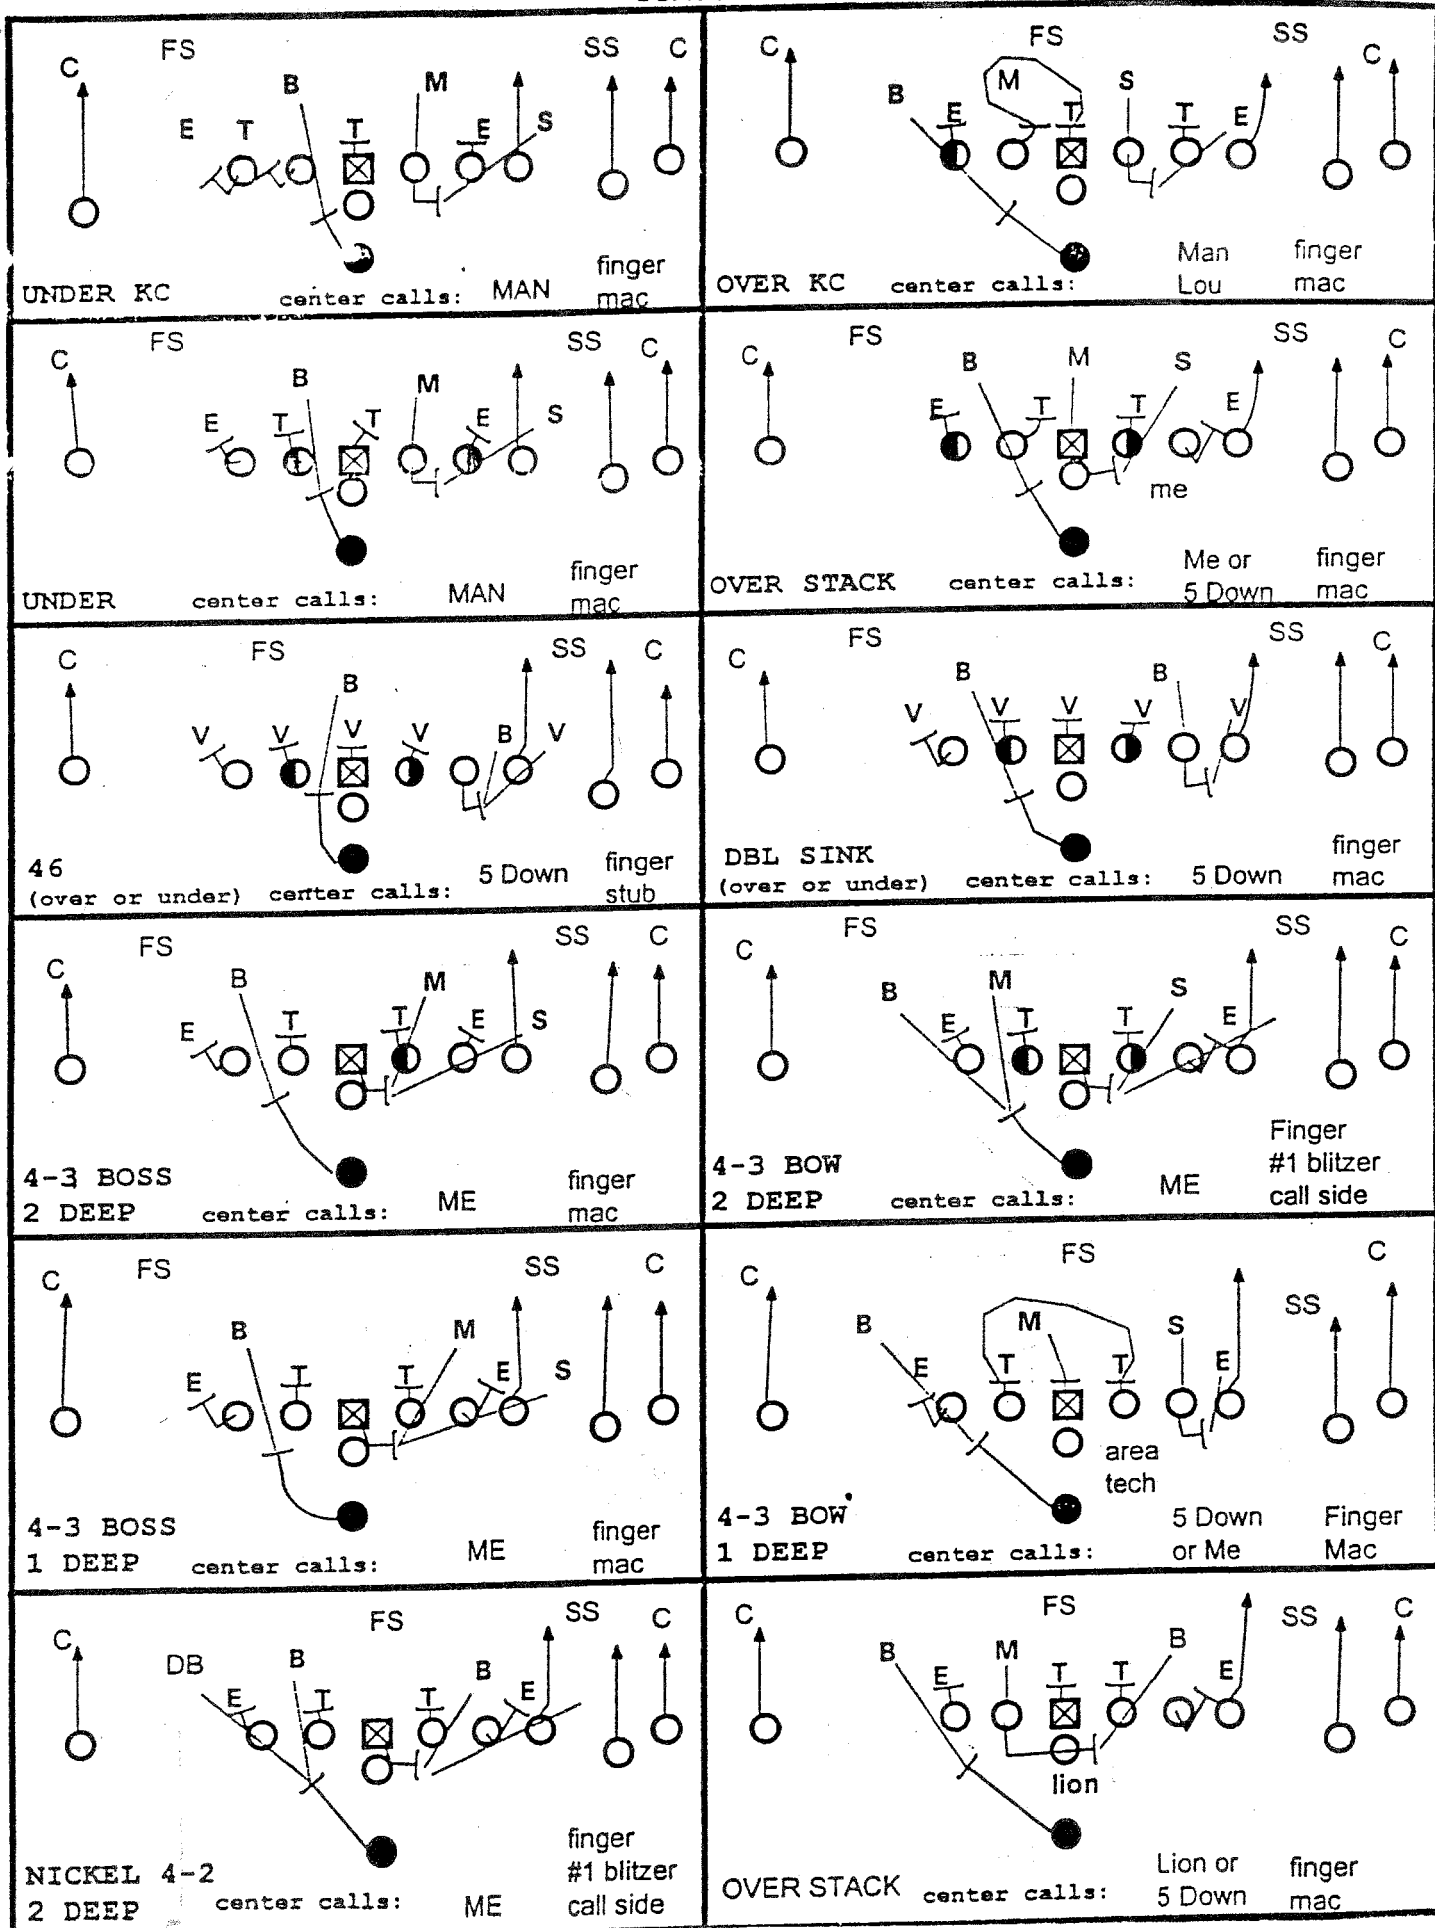 FS SS C
C B M
E T T E S
finger
UNDER KC center calls: MAN mac
FS SS
C C
B E M T S T E
Man finger
OVER KC center calls: Lou mac
FS SS C
C B M
E T T E S
finger
UNDER center calls: MAN mac
FS SS C
C B M S
E T T E
me
Me or finger
OVER STACK center calls: 5 Down mac
C FS SS C
B
V V V V B V
46 finger
(over or under) center calls: 5 Down stub
FS SS C
C B B
V V V V V
DBL SINK finger
(over or under) center calls: 5 Down mac
FS SS C
C B M
E T T E S
4-3 BOSS finger
2 DEEP center calls: ME mac
FS SS C
C B M S
E T T E
Finger
4-3 BOW #1 blitzer
2 DEEP center calls: ME call side
C FS SS C
B M
E T T E S
4-3 BOSS finger
1 DEEP center calls: ME mac
C FS C
SS
B M S
E T T E
area
tech
4-3 BOW 5 Down Finger
1 DEEP center calls: or Me Mac
FS SS C
C
DB B B
E T T E
finger
NICKEL 4-2 #1 blitzer
2 DEEP center calls: ME call side
C FS SS C
B M B
E T T E
lion
Lion or finger
OVER STACK center calls: 5 Down mac